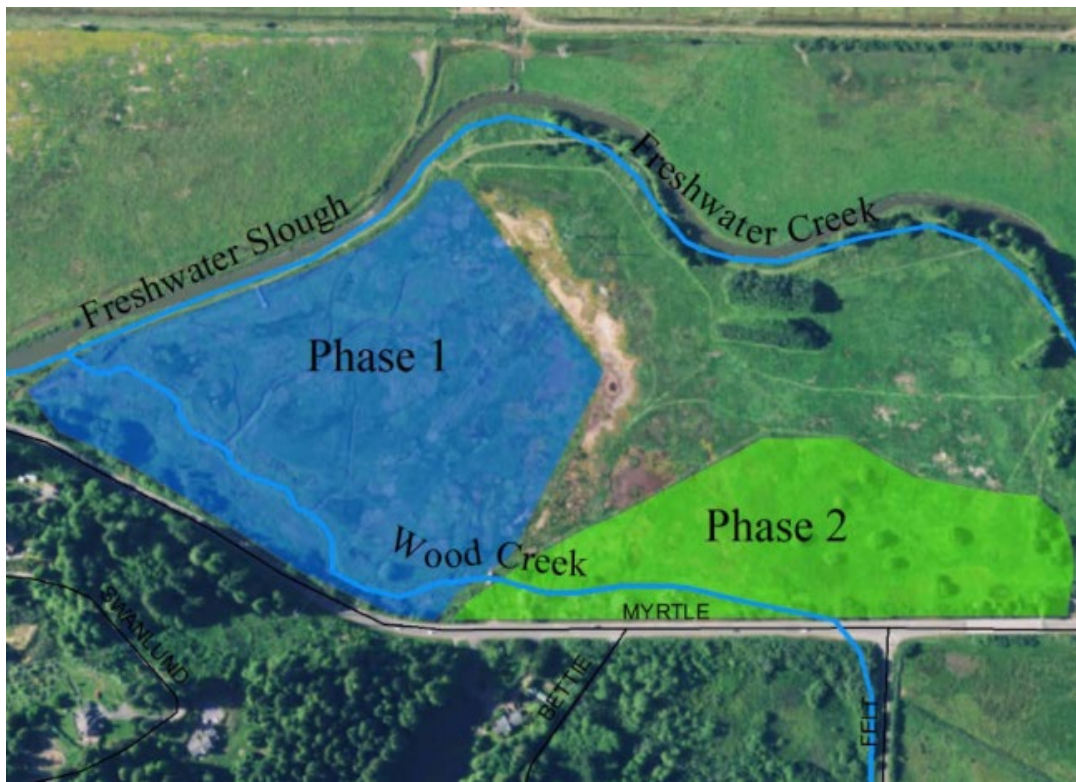 Freshwater Slough
Freshwater Creek
Phase 1
Phase 2
Wood Creek
MYRTLE
SWANLUND
BETTIE
FELT